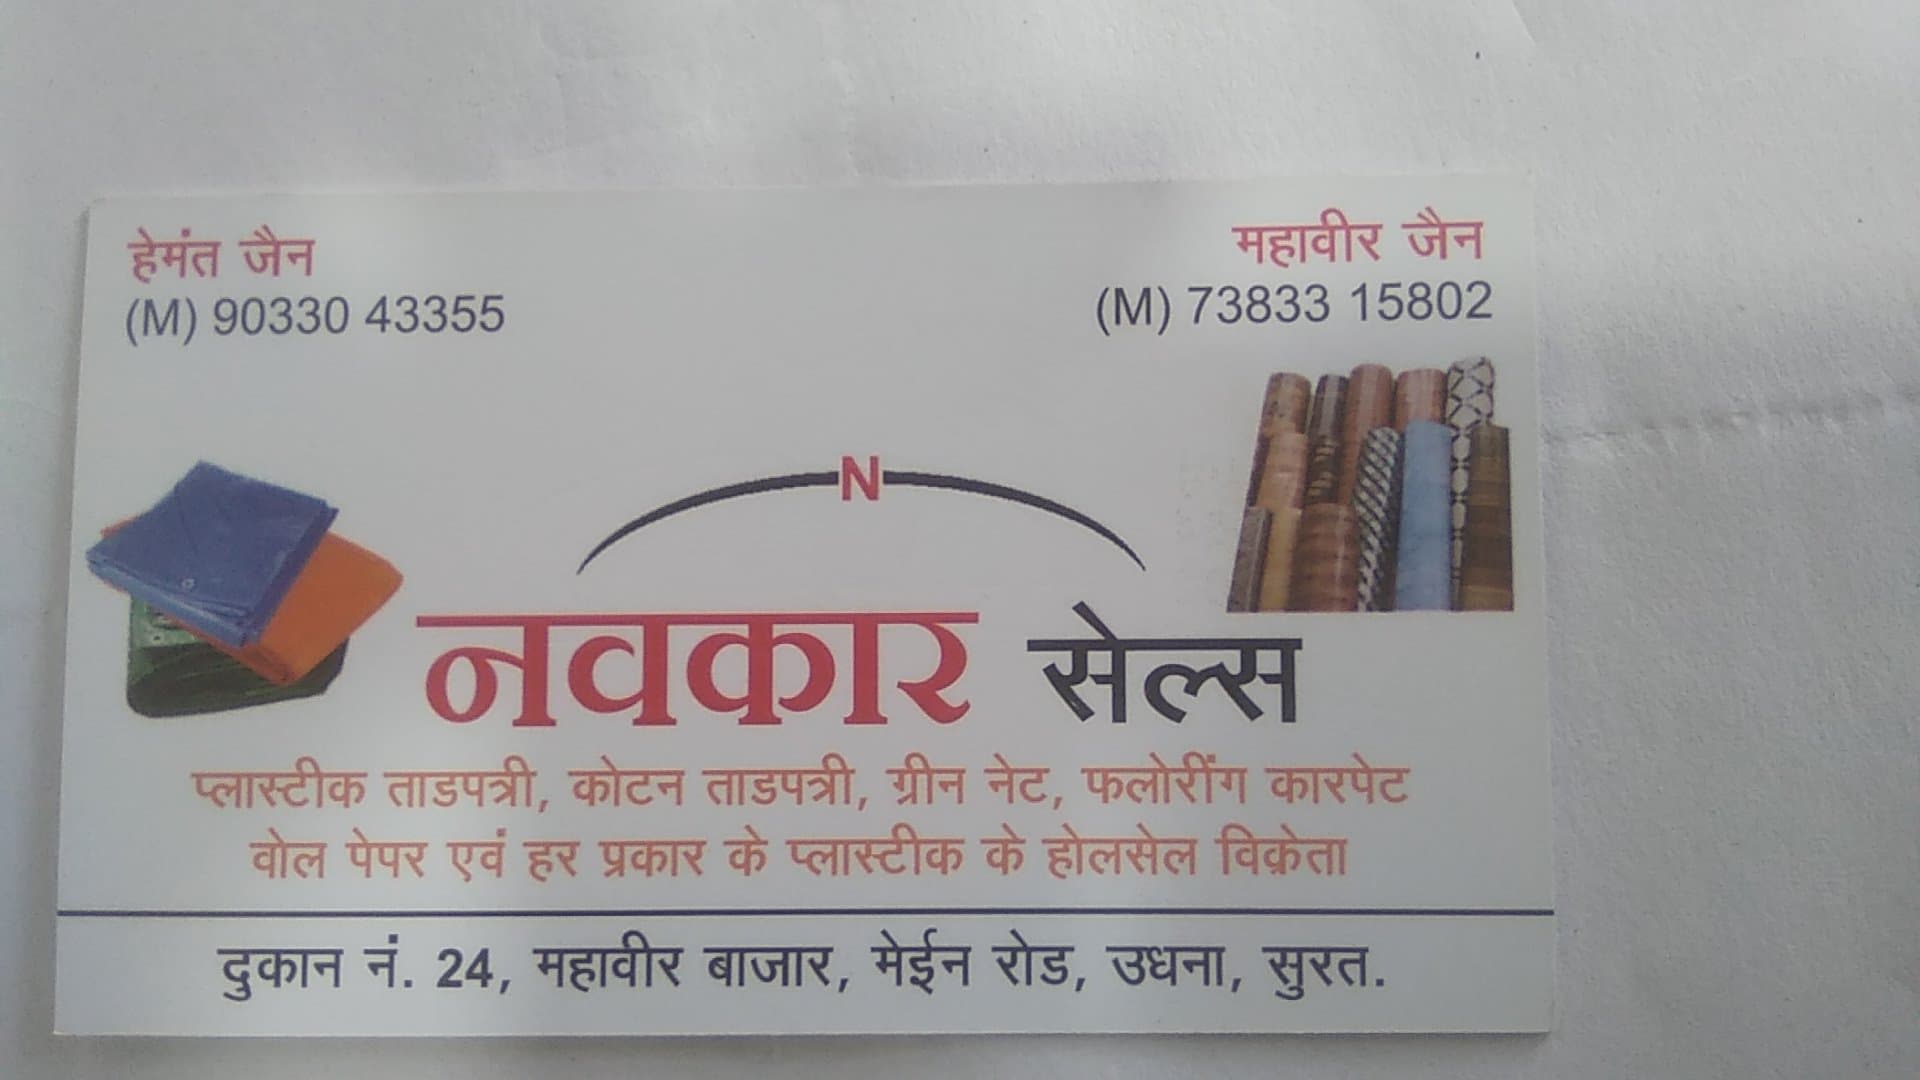 हेमंत जैन
(M) 90330 43355
महावीर जैन
(M) 73833 15802
N
नवकार सेल्स
प्लास्टीक ताडपत्री, कोटन ताडपत्री, ग्रीन नेट, फलोरींग कारपेट
वोल पेपर एवं हर प्रकार के प्लास्टीक के होलसेल विक्रेता
दुकान नं. 24, महावीर बाजार, मेईन रोड, उधना, सुरत.